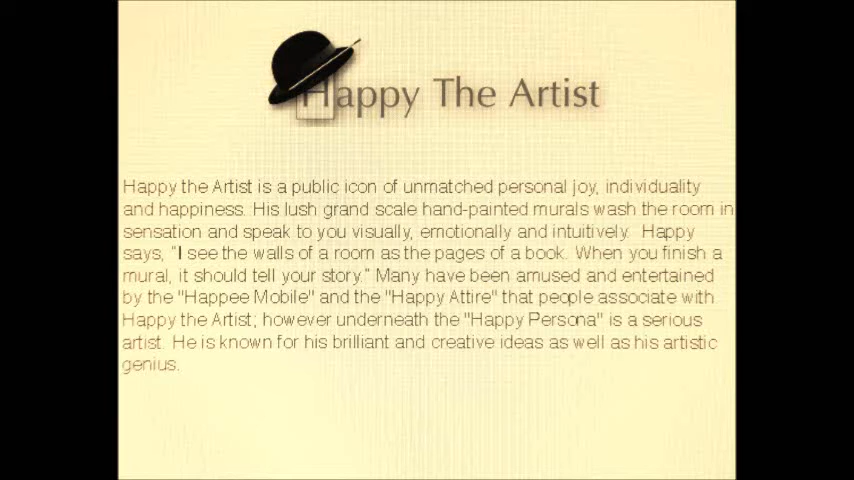 Happy The Artist
Happy the Artist is a public icon of unmatched personal joy, individuality
and happiness. His lush grand scale hand-painted murals wash the room in
sensation and speak to you visually, emotionally and intuitively. Happy
says, "I see the walls of a room as the pages of a book. When you finish a
mural, it should tell your story." Many have been amused and entertained
by the "Happee Mobile" and the "Happy Attire" that people associate with
Happy the Artist; however underneath the "Happy Persona" is a serious
artist. He is known for his brilliant and creative ideas as well as his artistic
genius.